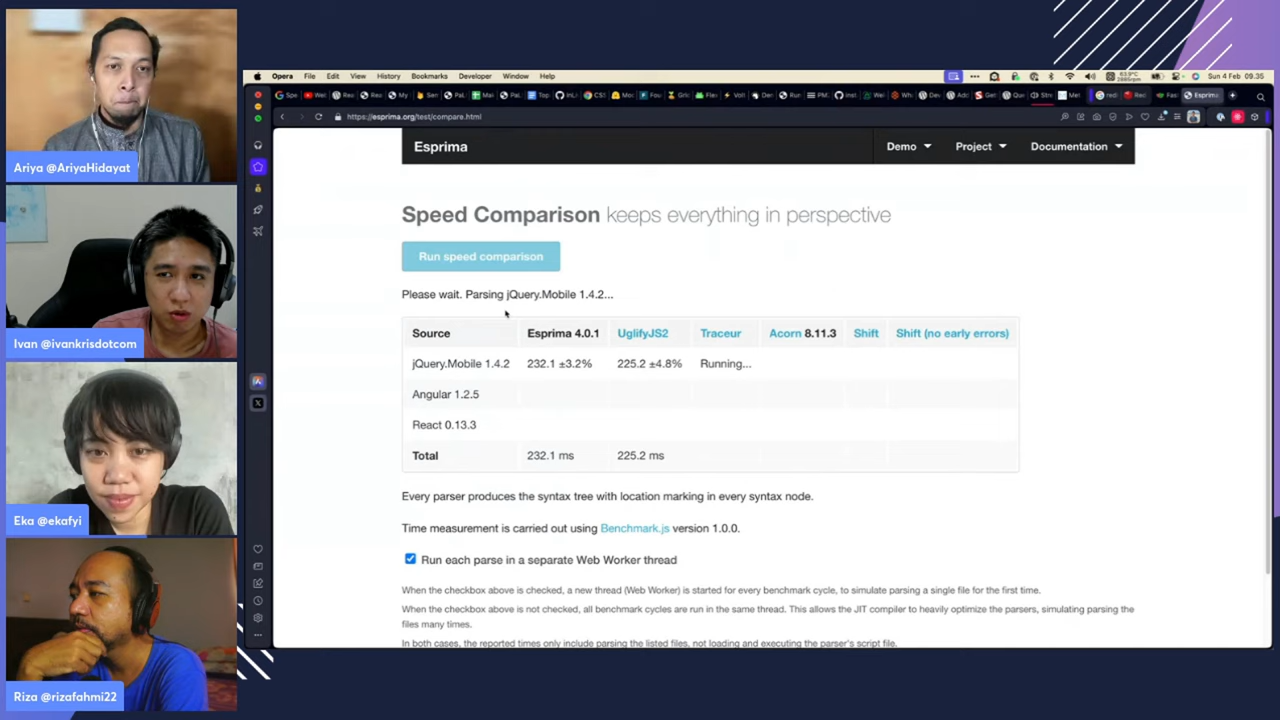 Ariya @AriyaHidayat
Ivan @ivankrisdotcom
Eka @ekafyi
Riza @rizafahmi22
Opera File Edit View History Bookmarks Developer Window Help
Sun 4 Feb 09.35
https://esprima.org/test/compare.html
Esprima
Demo Project Documentation
Speed Comparison keeps everything in perspective
Run speed comparison
Please wait. Parsing jQuery.Mobile 1.4.2...
Source Esprima 4.0.1 UglifyJS2 Traceur Acorn 8.11.3 Shift Shift (no early errors)
jQuery.Mobile 1.4.2 232.1 ±3.2% 225.2 ±4.8% Running...
Angular 1.2.5
React 0.13.3
Total 232.1 ms 225.2 ms
Every parser produces the syntax tree with location marking in every syntax node.
Time measurement is carried out using Benchmark.js version 1.0.0.
Run each parse in a separate Web Worker thread
When the checkbox above is checked, a new thread (Web Worker) is started for every benchmark cycle, to simulate parsing a single file for the first time.
When the checkbox above is not checked, all benchmark cycles are run in the same thread. This allows the JIT compiler to heavily optimize the parsers, simulating parsing the
files many times.
In both cases, the reported times only include parsing the listed files, not loading and executing the parser's script file.